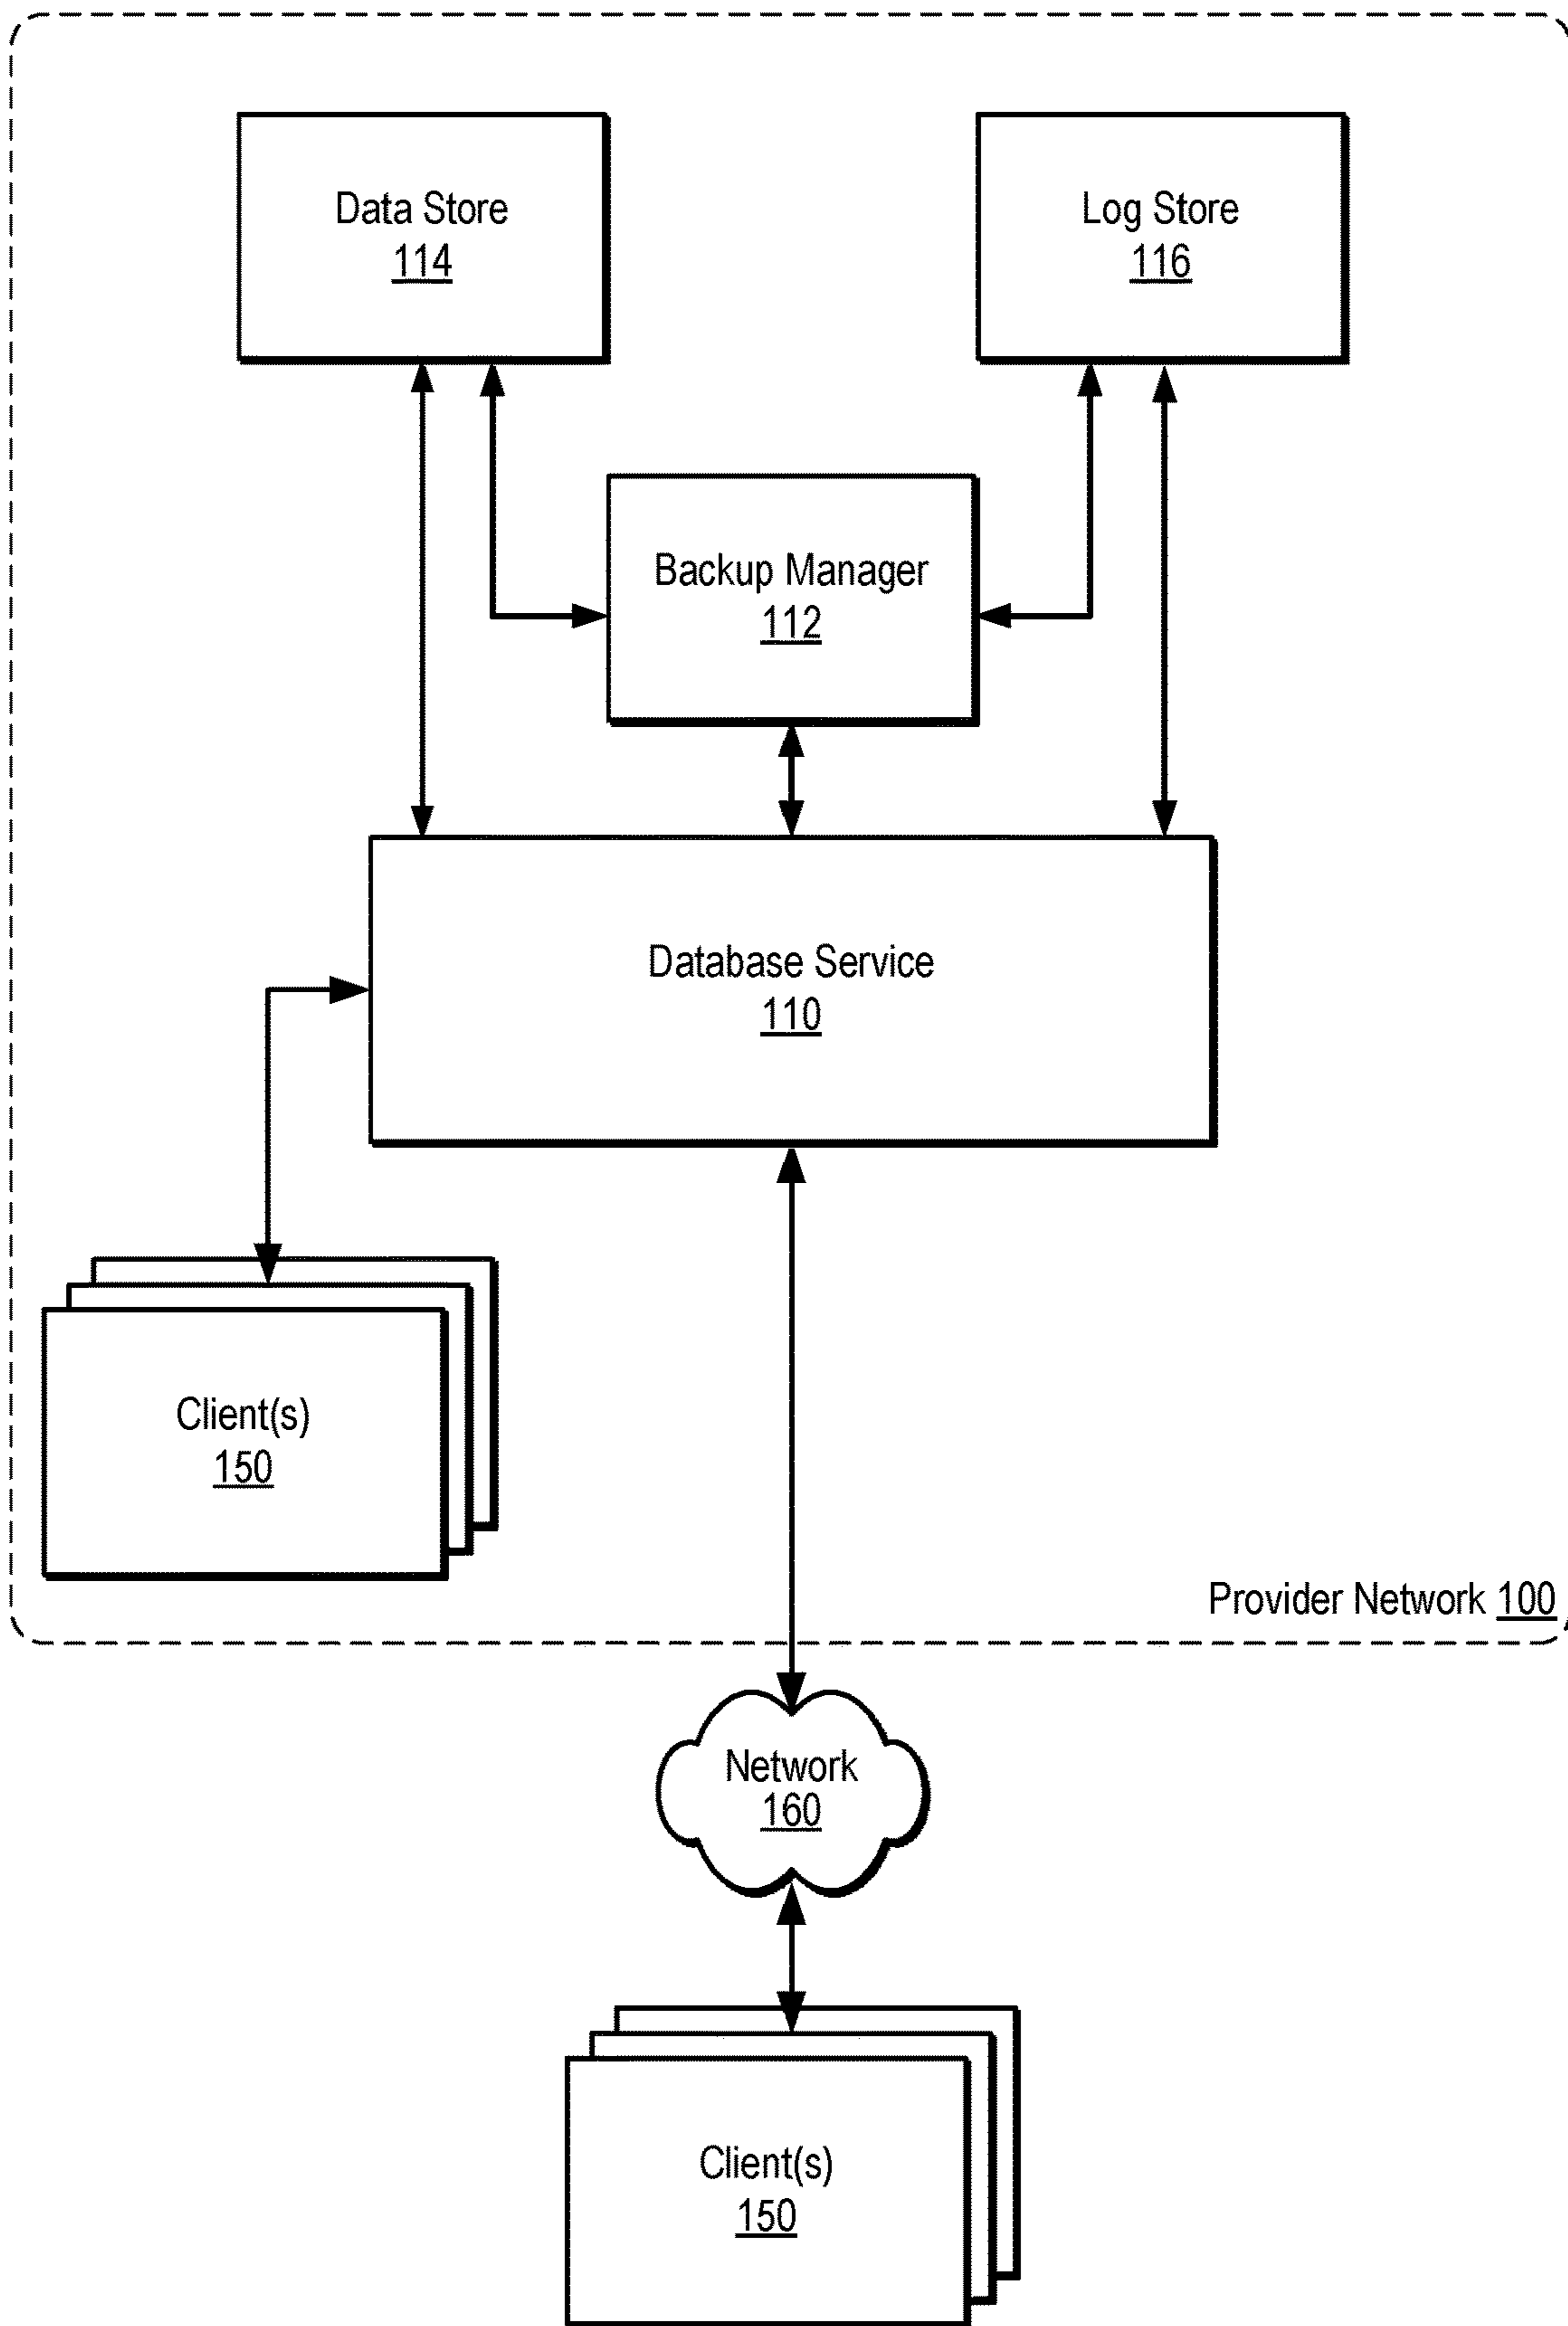 Data Store
114
Log Store
116
Backup Manager
112
Database Service
110
Client(s)
150
Provider Network 100
Network
160
Client(s)
150